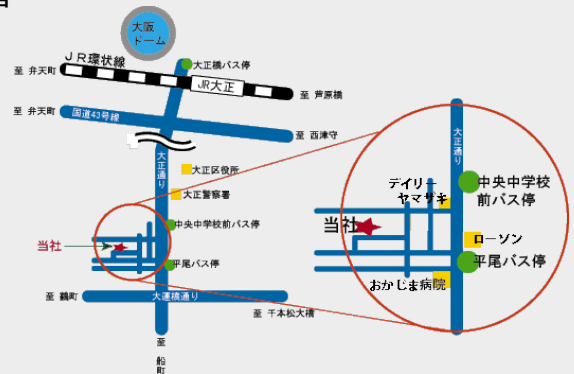 大阪
ドーム
JR環状線
大正橋バス停
至 弁天町
JR大正
至 芦原橋
至 弁天町
国道43号線
至 西津守
大正通り
大正区役所
大正警察署
中央中学校前バス停
当社
平尾バス停
至 鶴町
大運橋通り
至 千本松大橋
至
船
町
大正通り
デイリー
ヤマザキ
中央中学校
前バス停
当社
ローソン
平尾バス停
おかじま病院